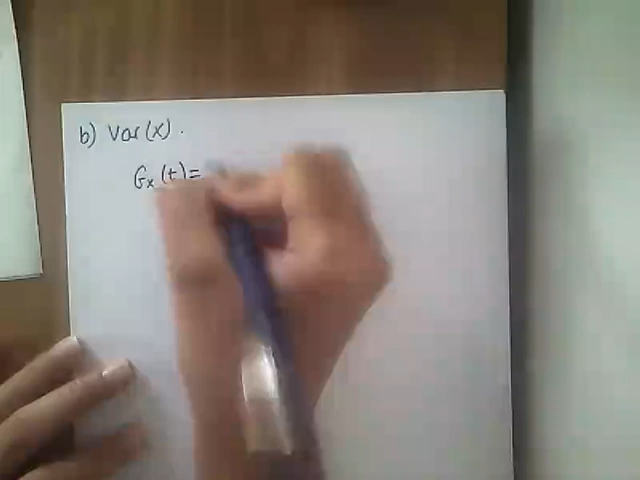 b) Var(X).
Gₓ(t)=